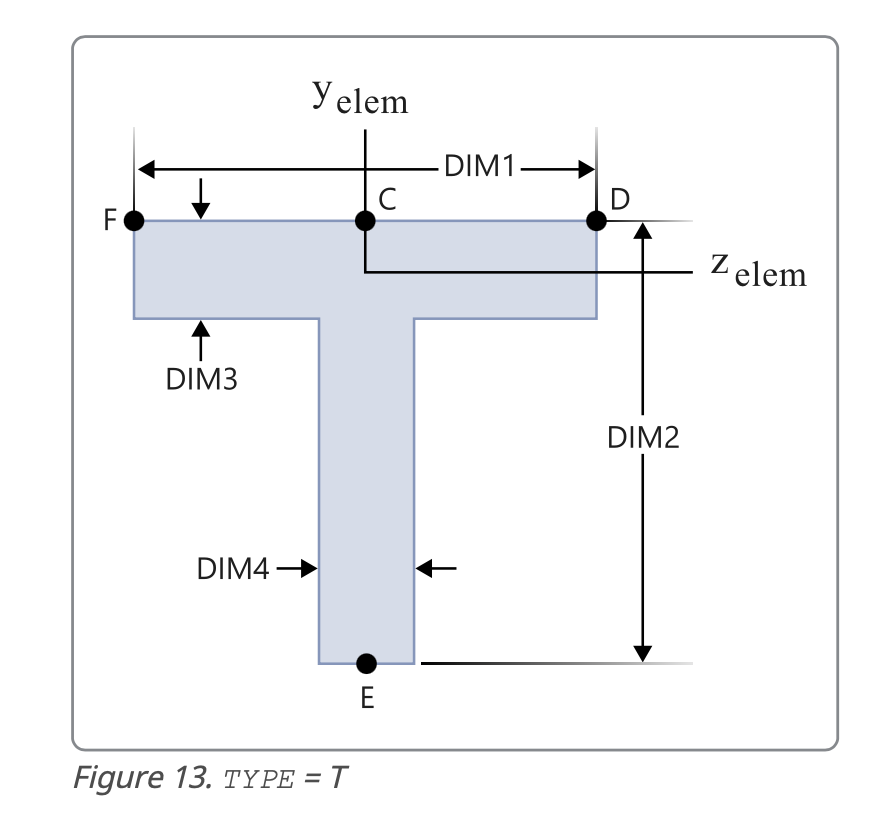 y elem
DIM1
F
C
D
z elem
DIM3
DIM2
DIM4
E
Figure 13. TYPE = T